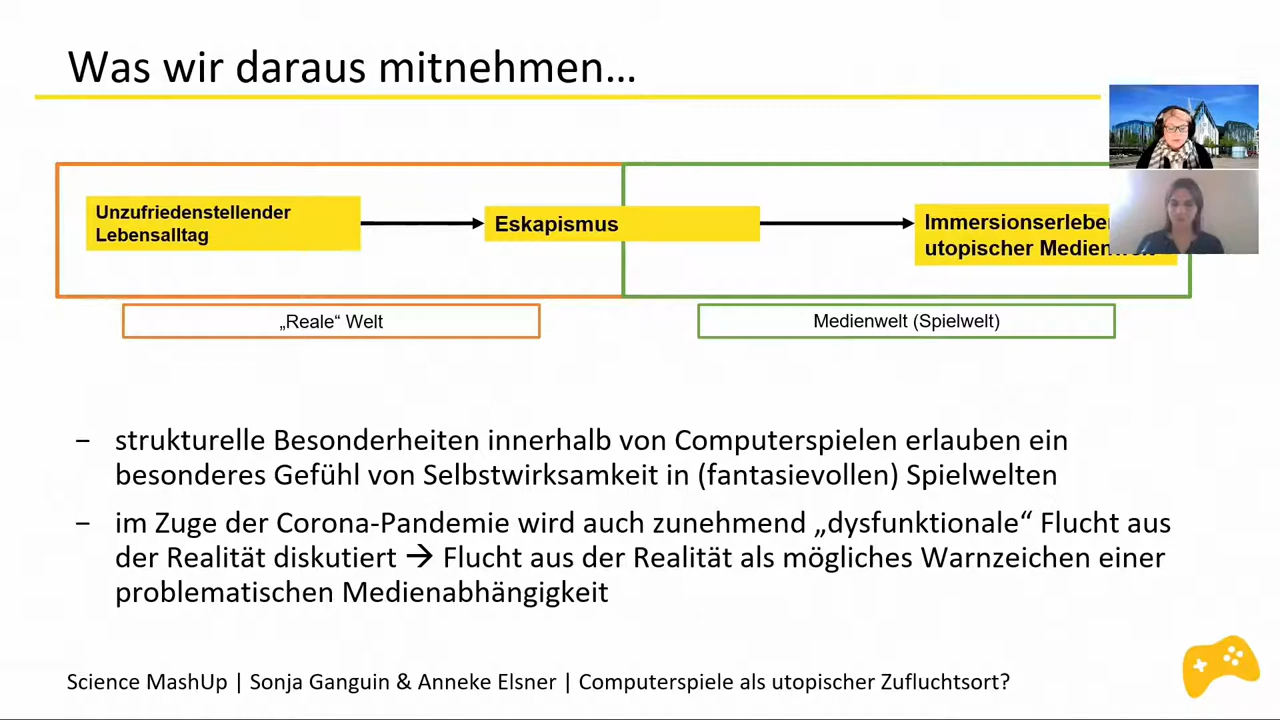 Was wir daraus mitnehmen…
Unzufriedenstellender
Lebensalltag
Eskapismus
utopischer
„Reale“ Welt
Medienwelt (Spielwelt)
– strukturelle Besonderheiten innerhalb von Computerspielen erlauben ein
besonderes Gefühl von Selbstwirksamkeit in (fantasievollen) Spielwelten
– im Zuge der Corona-Pandemie wird auch zunehmend „dysfunktionale“ Flucht aus
der Realität diskutiert → Flucht aus der Realität als mögliches Warnzeichen einer
problematischen Medienabhängigkeit
Science MashUp | Sonja Ganguin & Anneke Elsner | Computerspiele als utopischer Zufluchtsort?